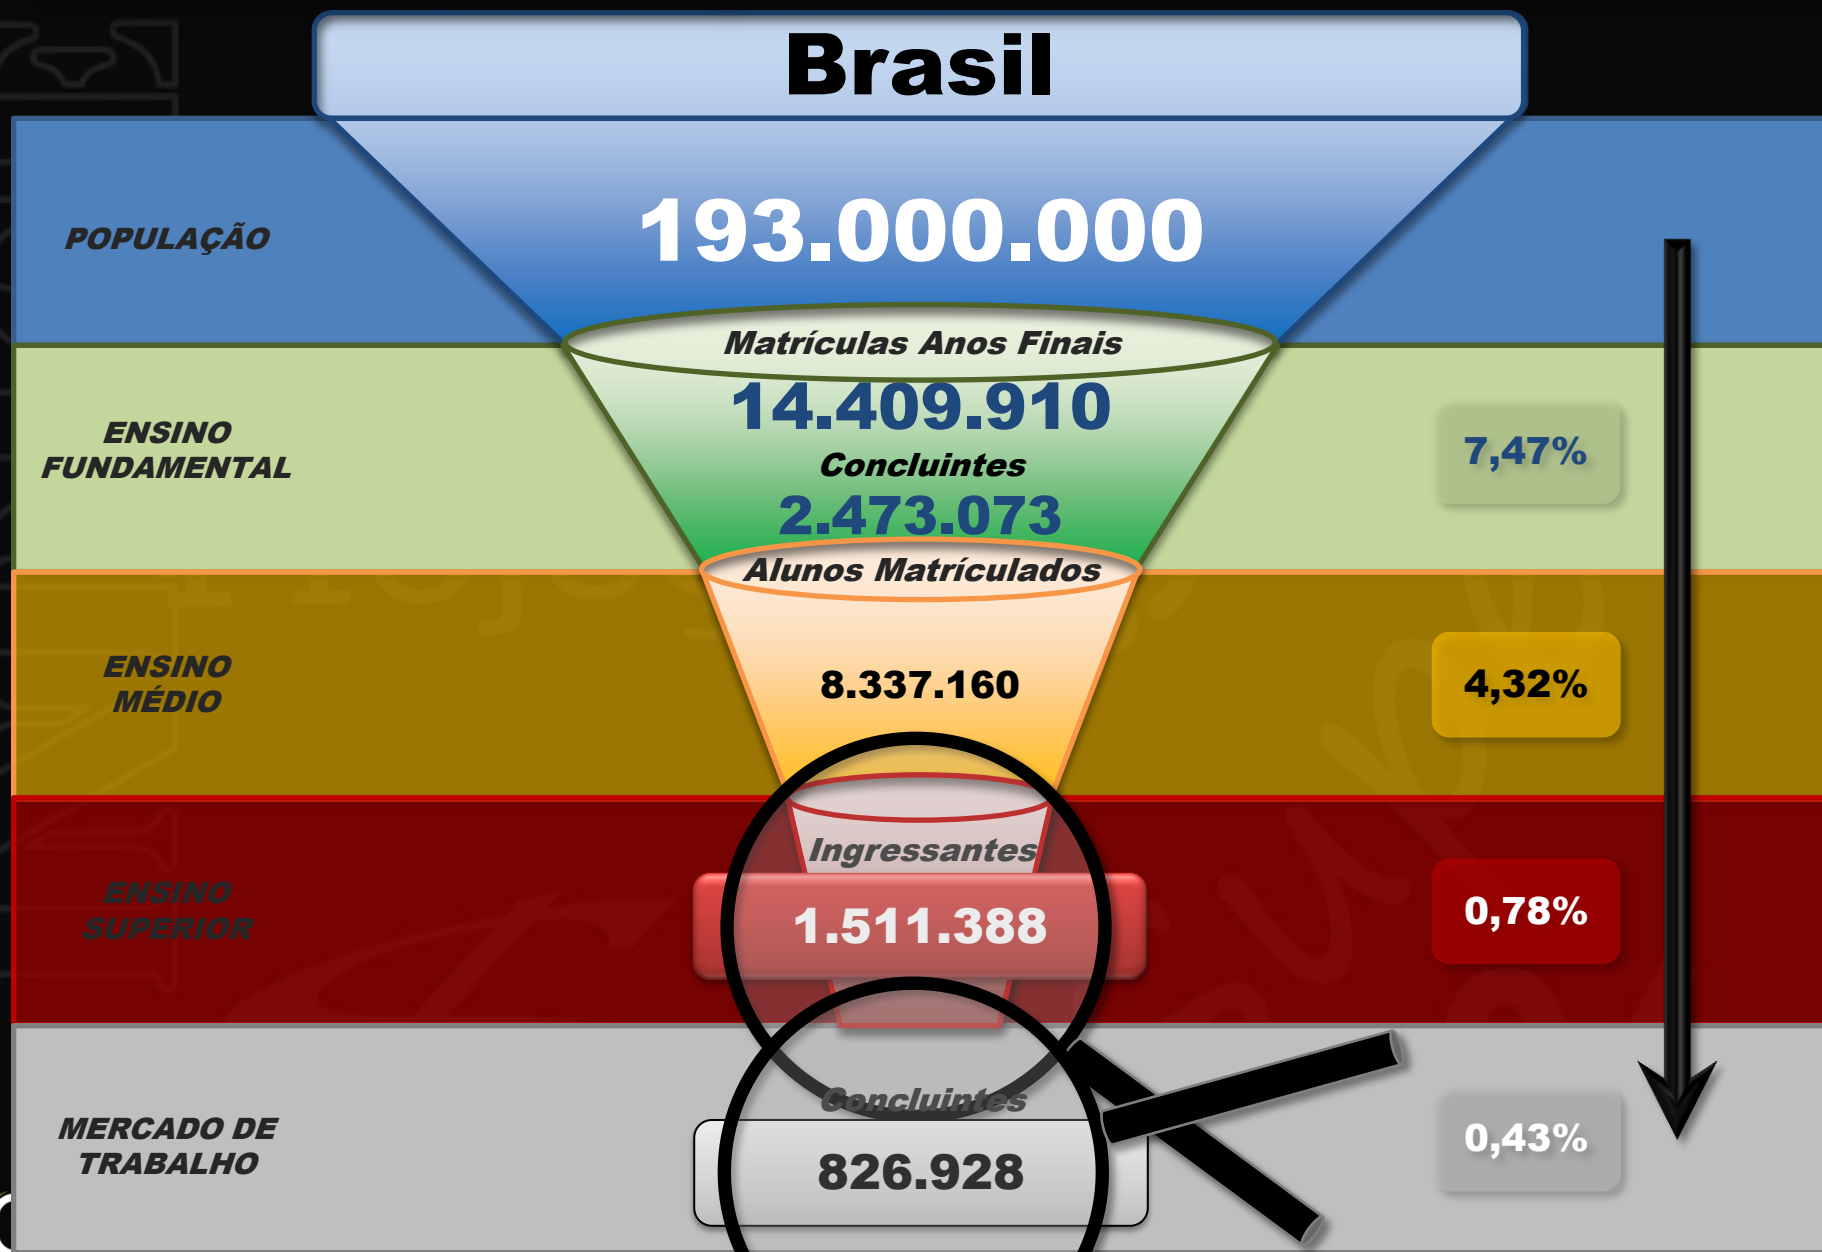 Brasil
POPULAÇÃO
193.000.000
Matrículas Anos Finais
14.409.910
ENSINO
FUNDAMENTAL
Concluintes
7,47%
2.473.073
Alunos Matrículados
ENSINO
MÉDIO
8.337.160
4,32%
Ingressantes
ENSINO
SUPERIOR
1.511.388
0,78%
Concluintes
MERCADO DE
TRABALHO
826.928
0,43%